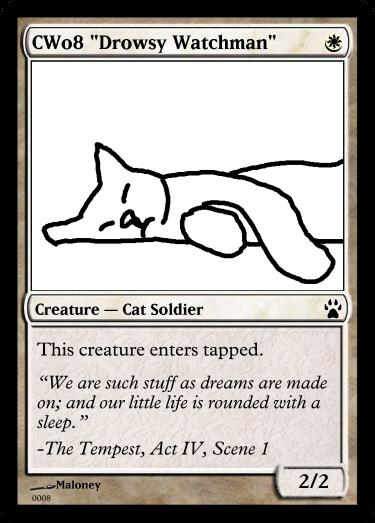 CWo8 "Drowsy Watchman"
Creature — Cat Soldier
This creature enters tapped.
“We are such stuff as dreams are made
on; and our little life is rounded with a
sleep.”
-The Tempest, Act IV, Scene 1
2/2
Maloney
0008